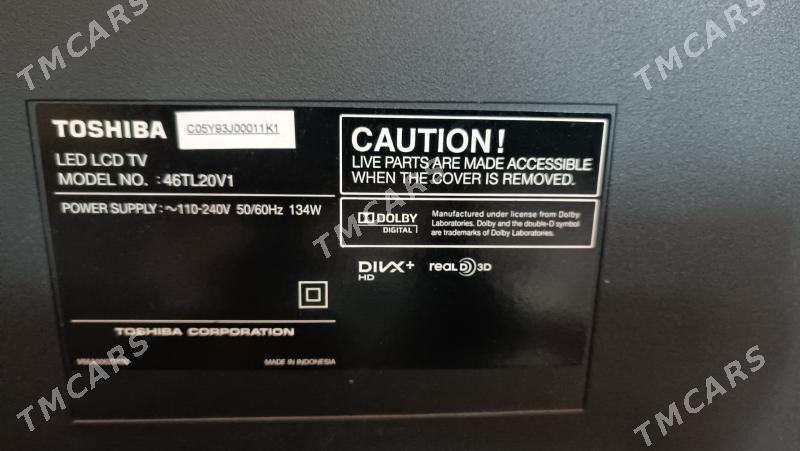 TMCARS
TMCARS
TOSHIBA
C05Y93J00011K1
LED LCD TV
MODEL NO. : 46TL20V1
POWER SUPPLY : ~110-240V 50/60Hz 134W
TOSHIBA CORPORATION
MADE IN INDONESIA
CAUTION!
LIVE PARTS ARE MADE ACCESSIBLE
WHEN THE COVER IS REMOVED.
DOLBY
DIGITAL
Manufactured under license from Dolby
Laboratories. Dolby and the double-D symbol
are trademarks of Dolby Laboratories.
DIVX+
HD
REAL D 3D
TMCARS
TMCARS
TMCARS